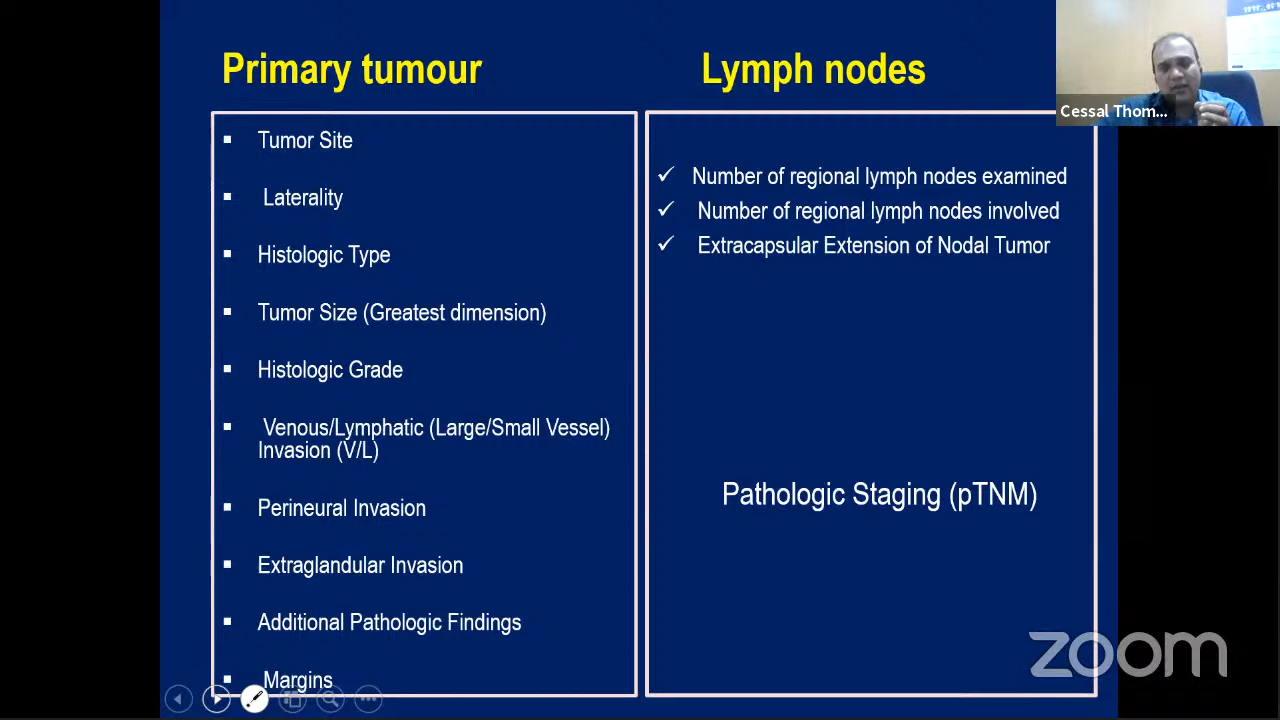 Primary tumour
Tumor Site
Laterality
Histologic Type
Tumor Size (Greatest dimension)
Histologic Grade
Venous/Lymphatic (Large/Small Vessel)
Invasion (V/L)
Perineural Invasion
Extraglandular Invasion
Additional Pathologic Findings
Margins
Lymph nodes
Number of regional lymph nodes examined
Number of regional lymph nodes involved
Extracapsular Extension of Nodal Tumor
Pathologic Staging (pTNM)
Cessal Thom...
zoom